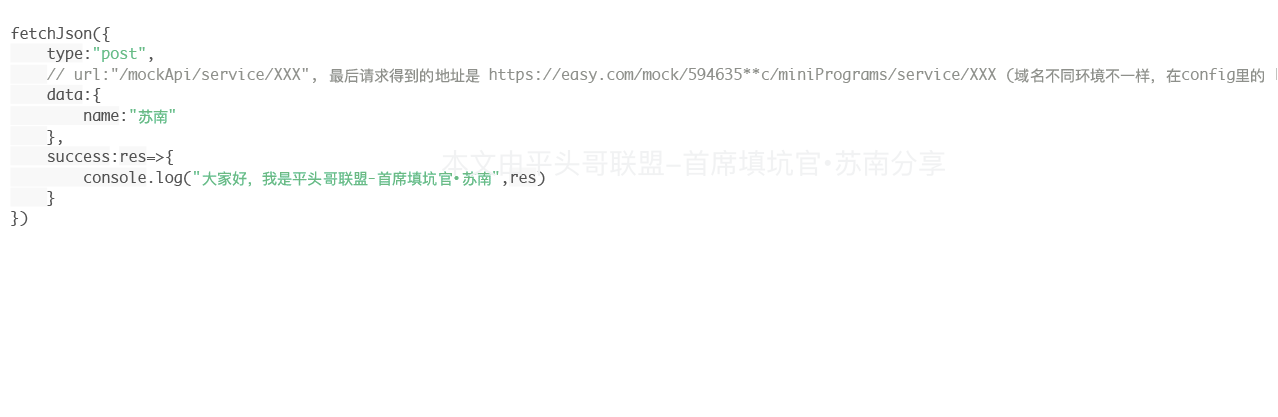 fetchJson({
    type:"post",
    // url:"/mockApi/service/XXX", 最后请求得到的地址是 https://easy.com/mock/594635**c/miniPrograms/service/XXX (域名不同环境不一样, 在config里的
    data:{
        name:"苏南"
    },
    success:res=>{
本文由平头哥联盟-首席填坑官•苏南分享
        console.log("大家好, 我是平头哥联盟-首席填坑官•苏南",res)
    }
})